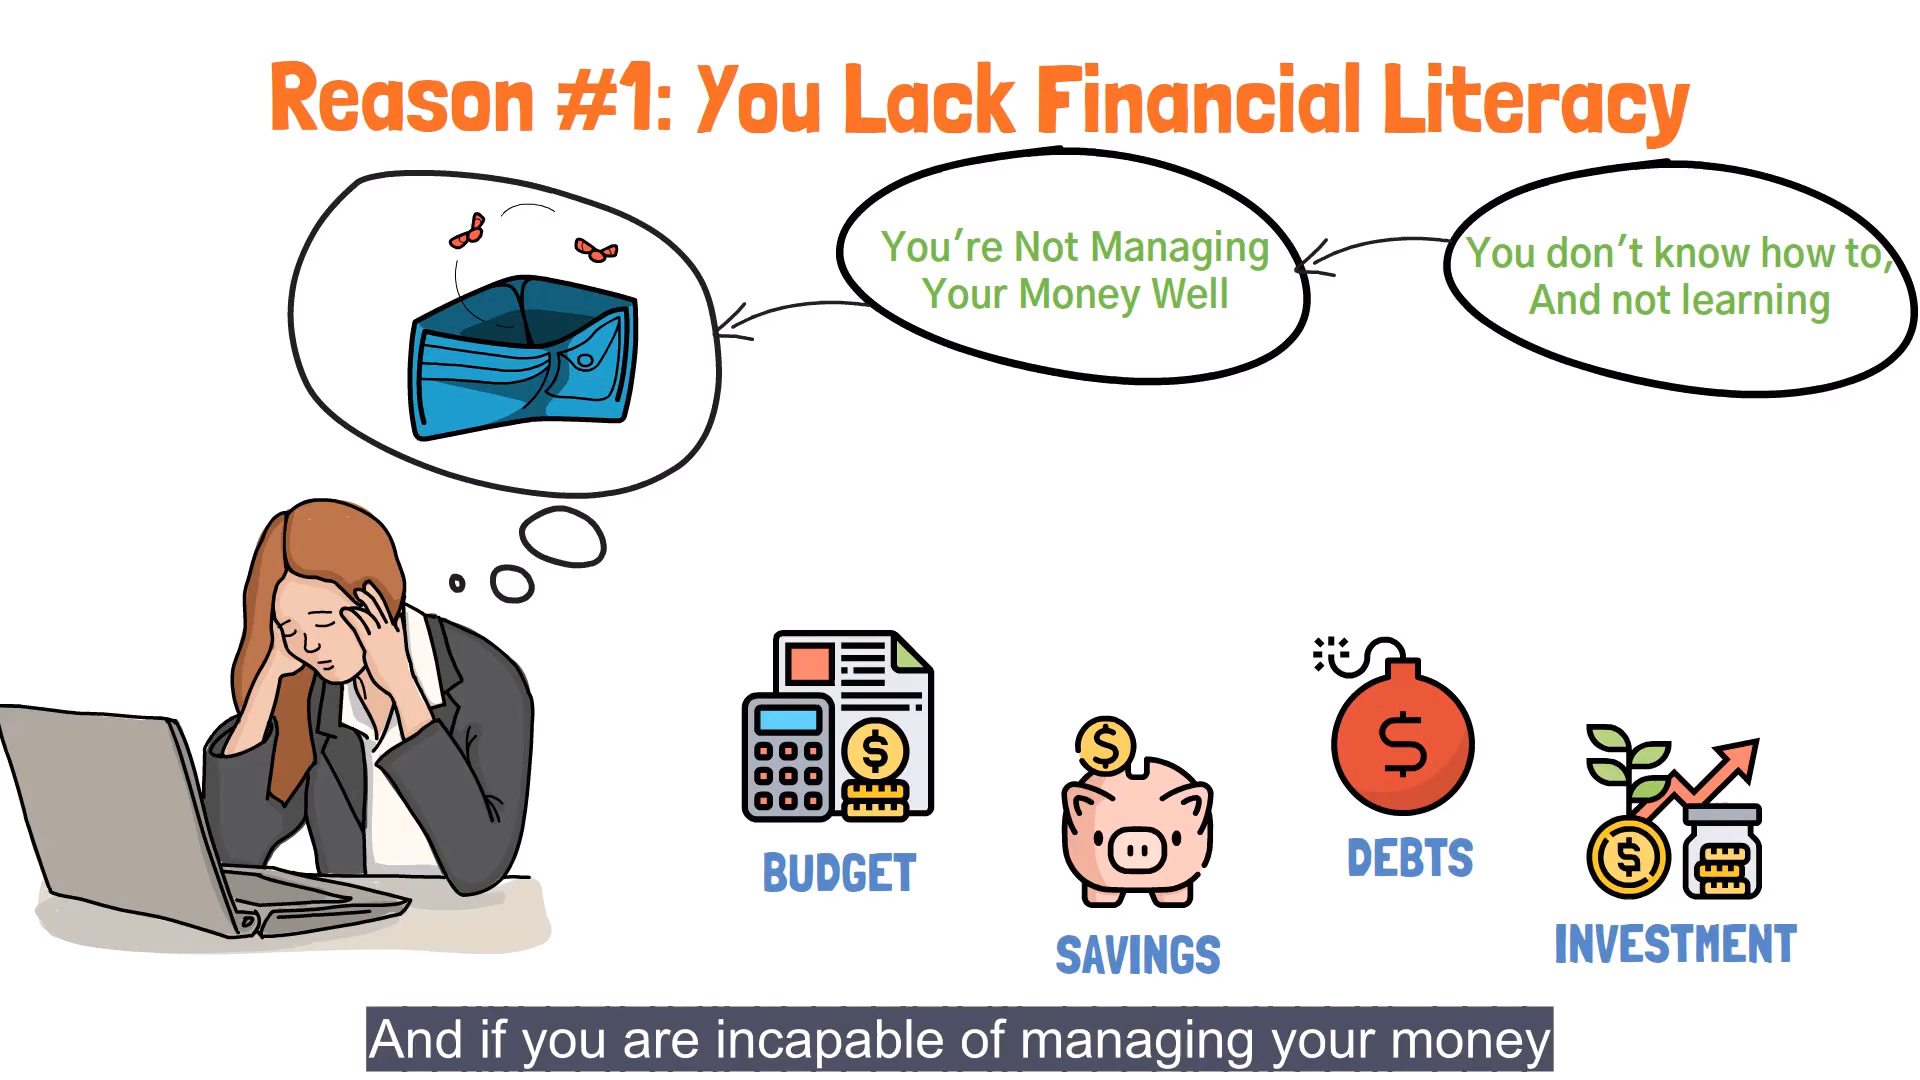 Reason #1: You Lack Financial Literacy
You're Not Managing
Your Money Well
You don't know how to,
And not learning
$
$
$
$
BUDGET
SAVINGS
DEBTS
INVESTMENT
And if you are incapable of managing your money